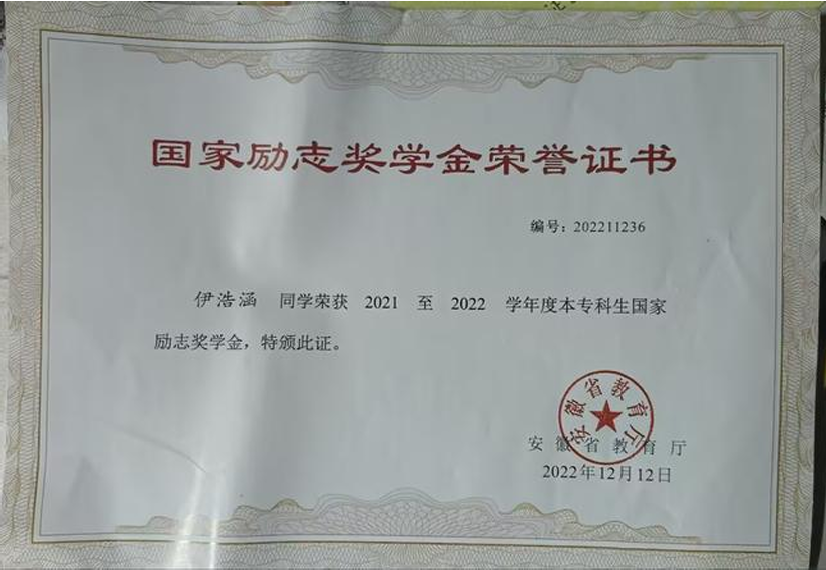 国家励志奖学金荣誉证书
编号：202211236
伊浩涵 同学荣获 2021 至 2022 学年度本专科生国家
励志奖学金，特颁此证。
安徽省教育厅
安徽省教育厅
2022年12月12日